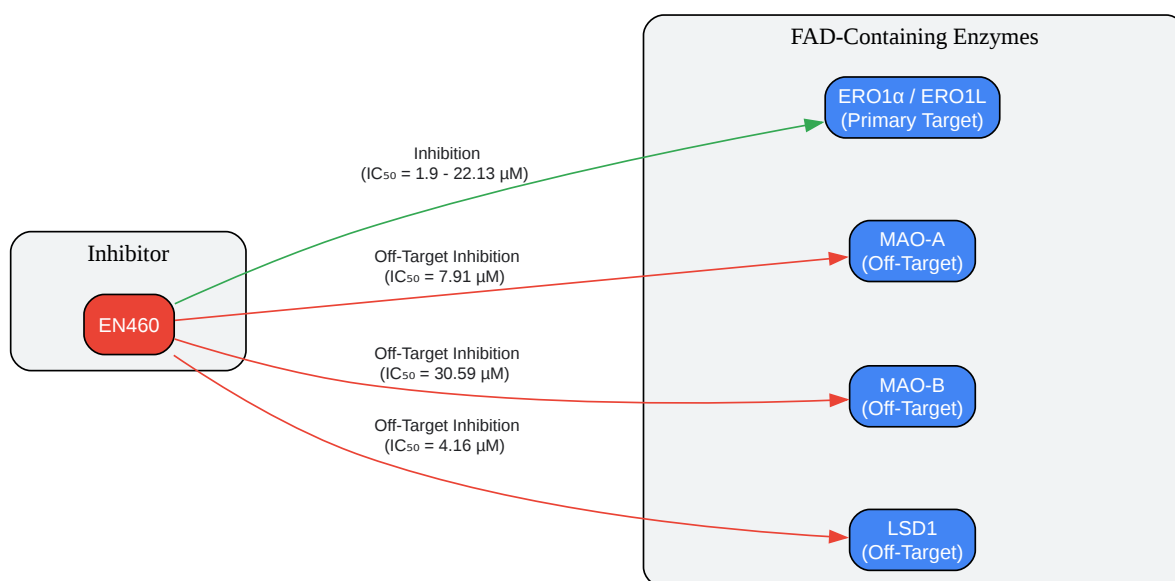 FAD-Containing Enzymes
ERO1α / ERO1L
(Primary Target)
Inhibition
(IC₅₀ = 1.9 - 22.13 µM)
Inhibitor
EN460
Off-Target Inhibition
(IC₅₀ = 7.91 µM)
MAO-A
(Off-Target)
Off-Target Inhibition
(IC₅₀ = 30.59 µM)
MAO-B
(Off-Target)
Off-Target Inhibition
(IC₅₀ = 4.16 µM)
LSD1
(Off-Target)